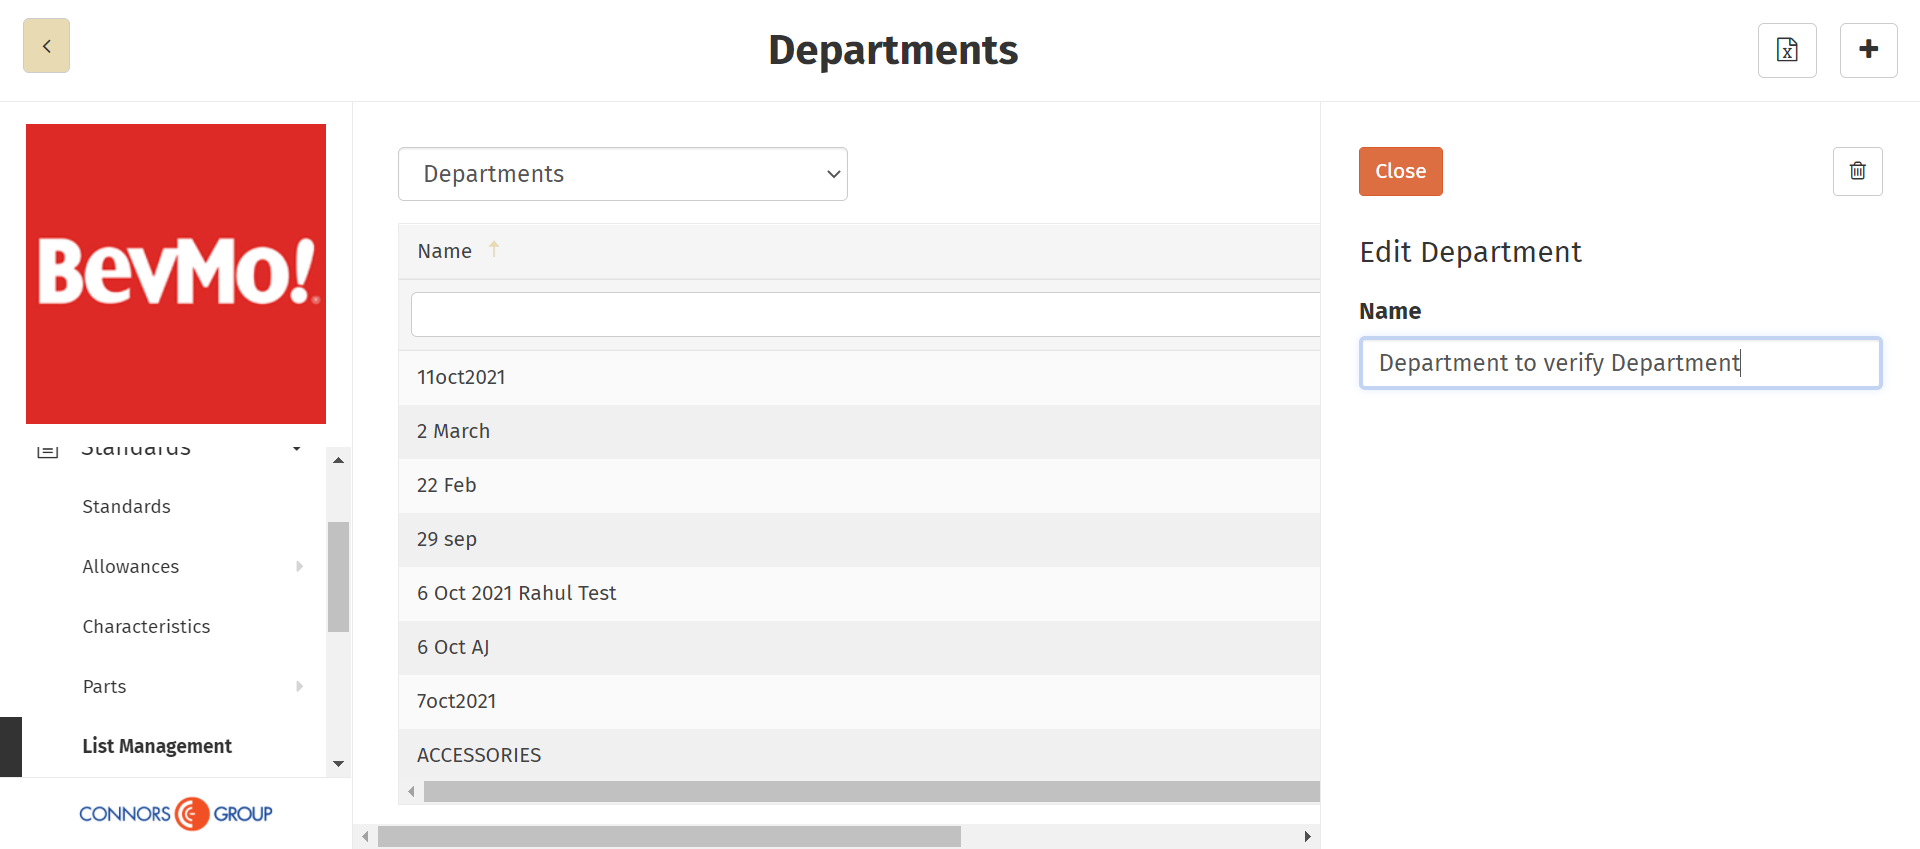 Departments
BevMo!
Standards
Standards
Allowances
Characteristics
Parts
List Management
CONNORS GROUP
Departments
Name
11oct2021
2 March
22 Feb
29 sep
6 Oct 2021 Rahul Test
6 Oct AJ
7oct2021
ACCESSORIES
Close
Edit Department
Name
Department to verify Department